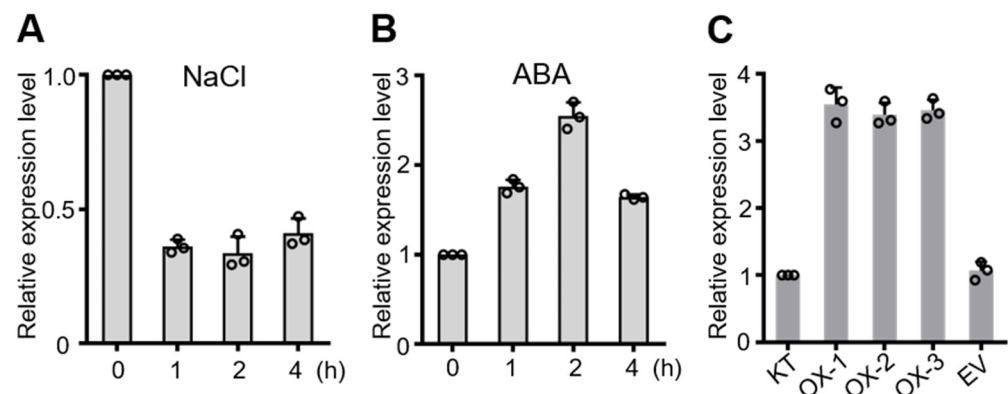 A
NaCl
Relative expression level
1.0
0.5
0
0 1 2 4 (h)
B
ABA
Relative expression level
3
2
1
0
0 1 2 4 (h)
C
Relative expression level
4
3
2
1
0
KT OX-1 OX-2 OX-3 EV